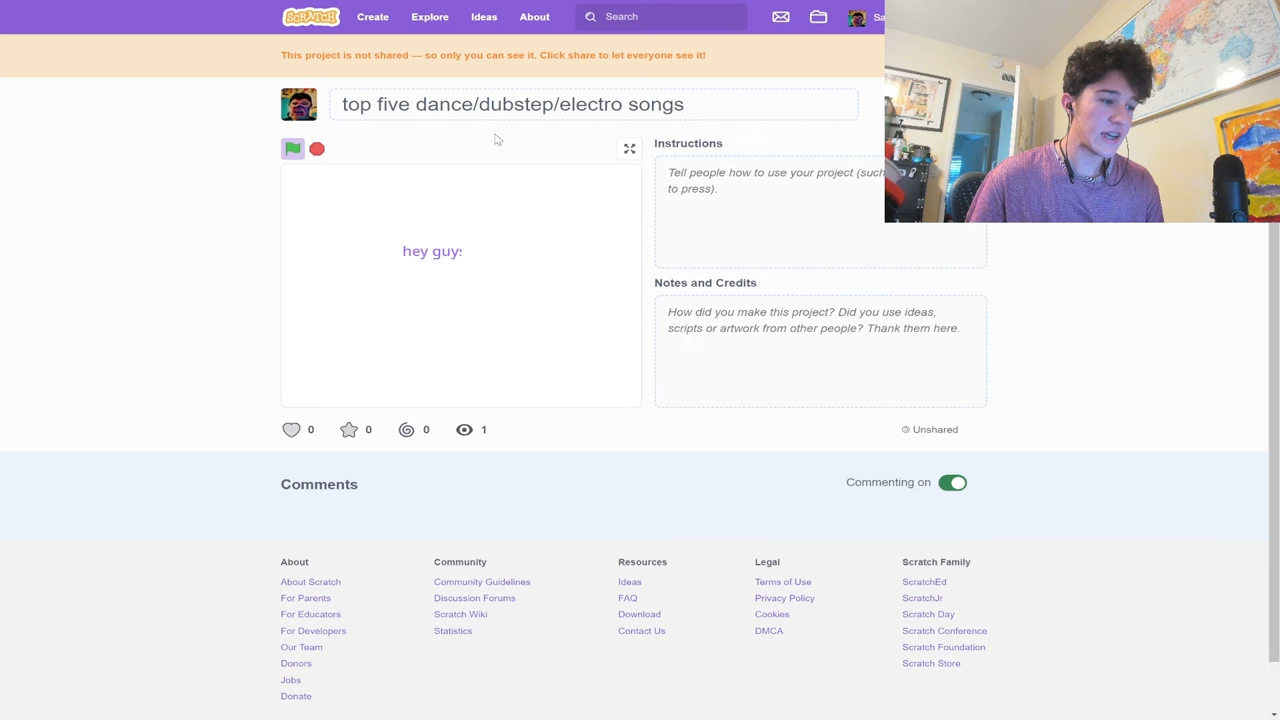 SCRATCH
Create
Explore
Ideas
About
Search
This project is not shared — so only you can see it. Click share to let everyone see it!
top five dance/dubstep/electro songs
Instructions
Tell people how to use your project (such
to press).
hey guy
Notes and Credits
How did you make this project? Did you use ideas,
scripts or artwork from other people? Thank them here.
0
0
0
1
Unshared
Comments
Commenting on
About
About Scratch
For Parents
For Educators
For Developers
Our Team
Donors
Jobs
Donate
Community
Community Guidelines
Discussion Forums
Scratch Wiki
Statistics
Resources
Ideas
FAQ
Download
Contact Us
Legal
Terms of Use
Privacy Policy
Cookies
DMCA
Scratch Family
ScratchEd
ScratchJr
Scratch Day
Scratch Conference
Scratch Foundation
Scratch Store